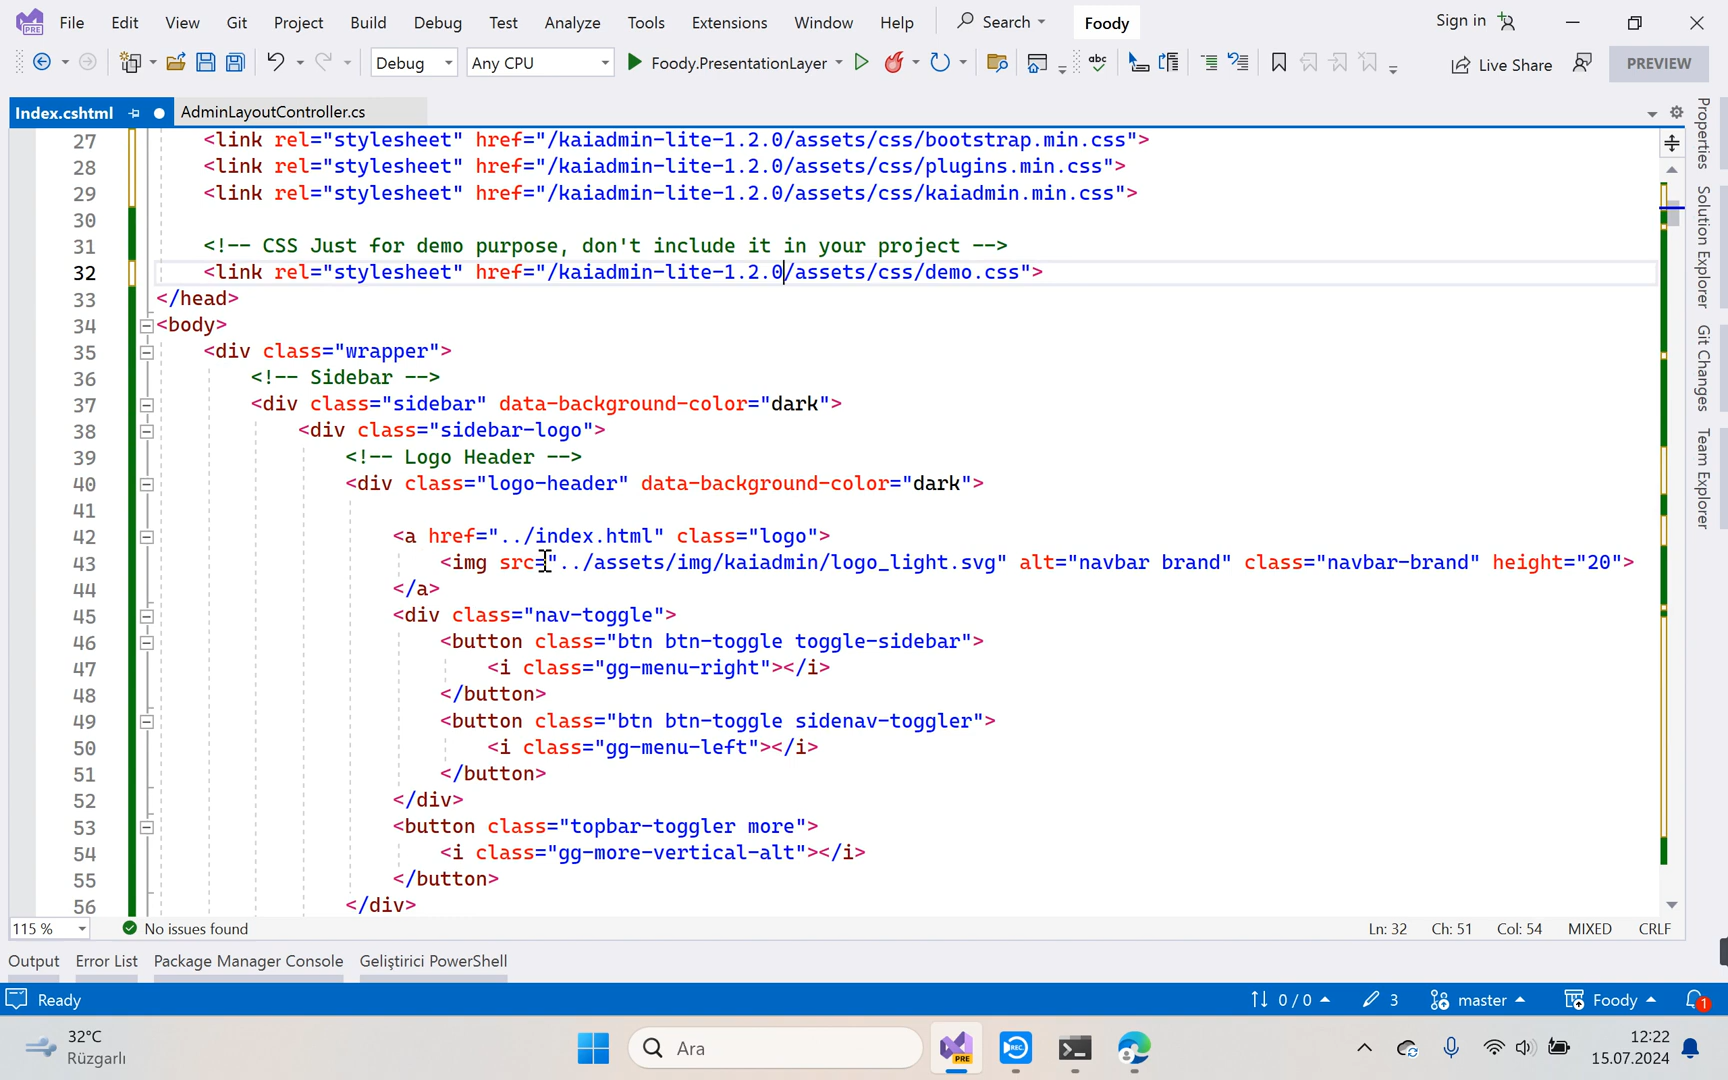 File Edit View Git Project Build Debug Test Analyze Tools Extensions Window Help Search Foody Sign in
PRE
Debug Any CPU Foody.PresentationLayer abc Live Share PREVIEW
Index.cshtml AdminLayoutController.cs
27 <link rel="stylesheet" href="/kaiadmin-lite-1.2.0/assets/css/bootstrap.min.css">
28 <link rel="stylesheet" href="/kaiadmin-lite-1.2.0/assets/css/plugins.min.css">
29 <link rel="stylesheet" href="/kaiadmin-lite-1.2.0/assets/css/kaiadmin.min.css">
30
31 <!-- CSS Just for demo purpose, don't include it in your project -->
32 <link rel="stylesheet" href="/kaiadmin-lite-1.2.0/assets/css/demo.css">
33 </head>
34 <body>
35 <div class="wrapper">
36 <!-- Sidebar -->
37 <div class="sidebar" data-background-color="dark">
38 <div class="sidebar-logo">
39 <!-- Logo Header -->
40 <div class="logo-header" data-background-color="dark">
41
42 <a href="../index.html" class="logo">
43 <img src="../assets/img/kaiadmin/logo_light.svg" alt="navbar brand" class="navbar-brand" height="20">
44 </a>
45 <div class="nav-toggle">
46 <button class="btn btn-toggle toggle-sidebar">
47 <i class="gg-menu-right"></i>
48 </button>
49 <button class="btn btn-toggle sidenav-toggler">
50 <i class="gg-menu-left"></i>
51 </button>
52 </div>
53 <button class="topbar-toggler more">
54 <i class="gg-more-vertical-alt"></i>
55 </button>
56 </div>
Properties
Solution Explorer
Git Changes
Team Explorer
115 % No issues found Ln: 32 Ch: 51 Col: 54 MIXED CRLF
Output Error List Package Manager Console Geliştirici PowerShell
Ready 0 / 0 3 master Foody 1
32°C
Rüzgarlı
Ara
PRE
REC
12:22
15.07.2024